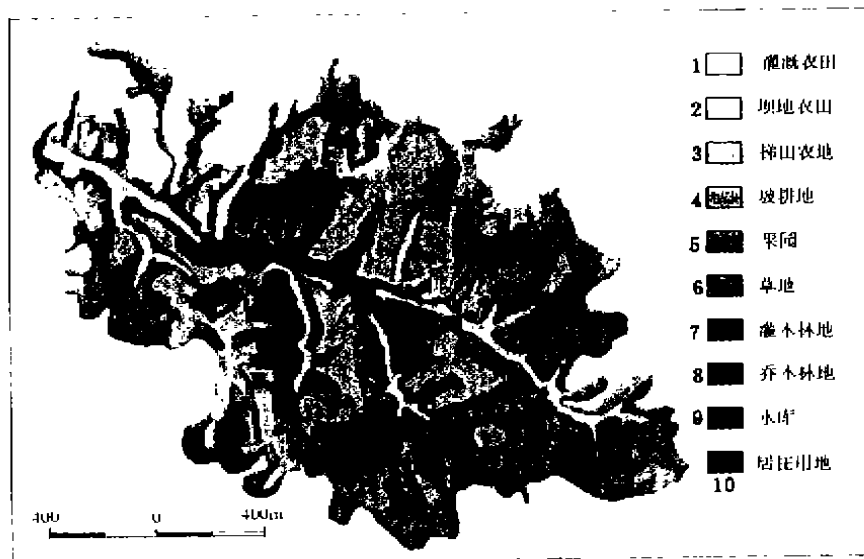 1 灌溉农田
2 坝地农田
3 梯田农地
4 坡耕地
5 果园
6 草地
7 灌木林地
8 乔木林地
9 水库
10 居住用地
400 0 400m